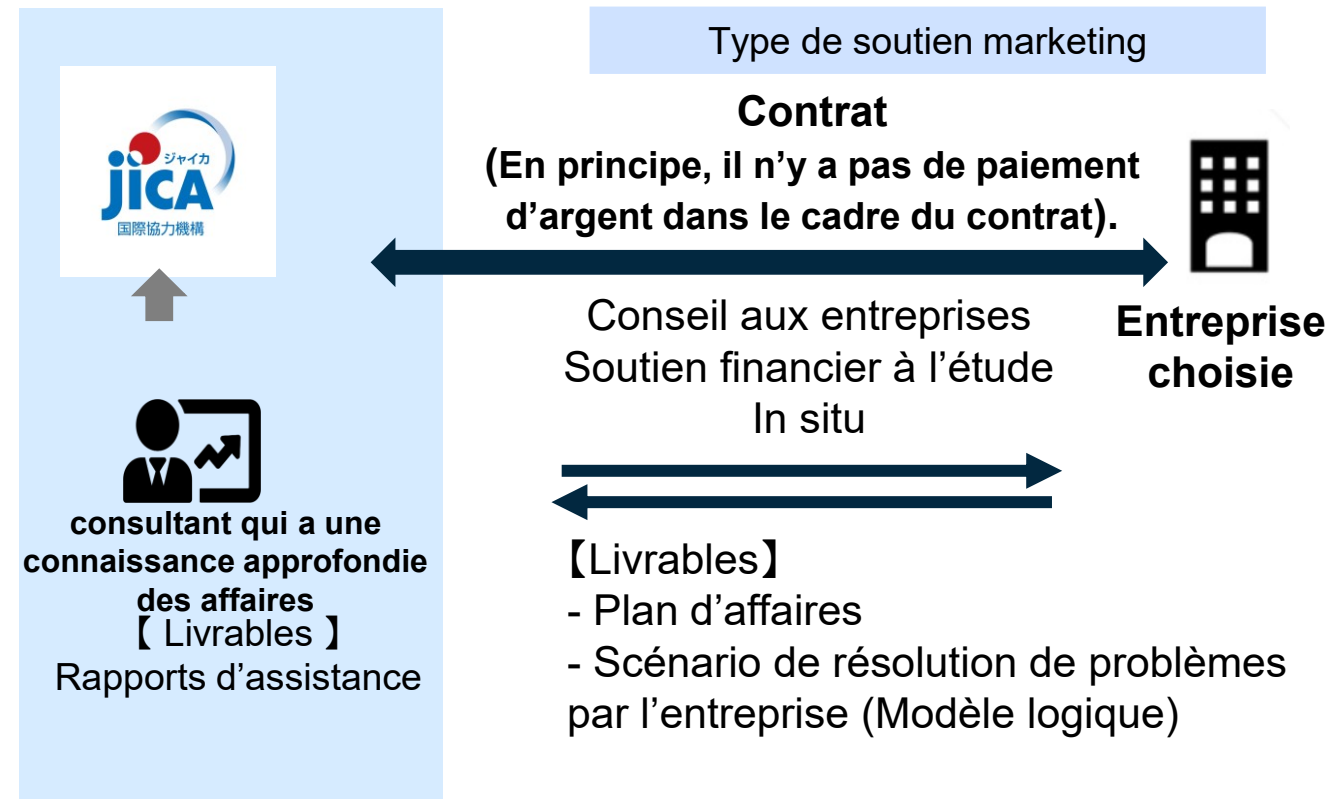 Type de soutien marketing
ジャイカ
jICA
国際協力機構
Contrat
(En principe, il n’y a pas de paiement
d’argent dans le cadre du contrat).
Conseil aux entreprises
Soutien financier à l’étude
In situ
Entreprise
choisie
consultant qui a une
connaissance approfondie
des affaires
【 Livrables 】
Rapports d’assistance
【Livrables】
- Plan d’affaires
- Scénario de résolution de problèmes
par l’entreprise (Modèle logique)